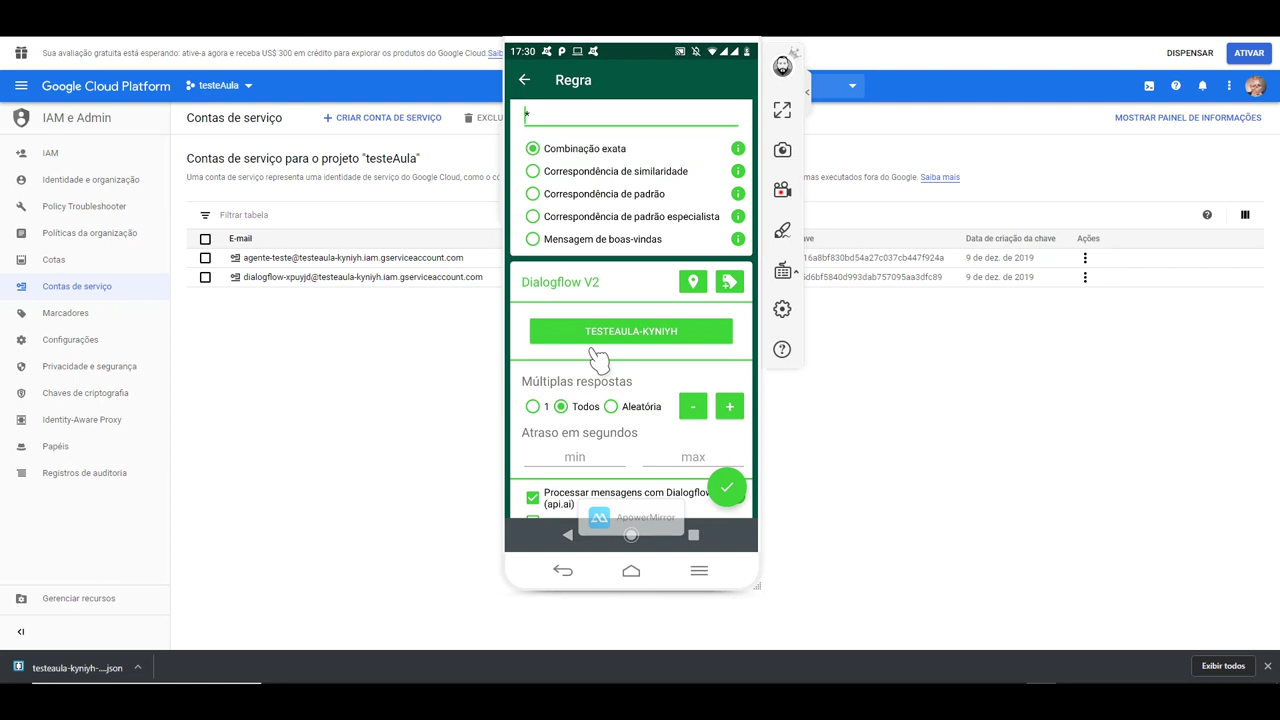 Sua avaliação gratuita está esperando: ative-a agora e receba US$ 300 em crédito para explorar os produtos do Google Cloud.
DISPENSAR
ATIVAR
Google Cloud Platform
testeAula
IAM e Admin
Contas de serviço
CRIAR CONTA DE SERVIÇO
EXCLU
MOSTRAR PAINEL DE INFORMAÇÕES
IAM
Identidade e organização
Policy Troubleshooter
Políticas da organização
Cotas
Contas de serviço
Marcadores
Configurações
Privacidade e segurança
Chaves de criptografia
Identity-Aware Proxy
Papéis
Registros de auditoria
Gerenciar recursos
Contas de serviço para o projeto "testeAula"
Uma conta de serviço representa uma identidade de serviço do Google Cloud, como o
mas executados fora do Google. Saiba mais
Filtrar tabela
E-mail
Data de criação da chave
Ações
agente-teste@testeaula-kyniyh.iam.gserviceaccount.com
16a8bf830bd54a27c037cb447f924a
9 de dez. de 2019
dialogflow-xpuyjd@testeaula-kyniyh.iam.gserviceaccount.com
6d6bf5840d993dab757095aa3dfc89
9 de dez. de 2019
17:30
Regra
*
Combinação exata
Correspondência de similaridade
Correspondência de padrão
Correspondência de padrão especialista
Mensagem de boas-vindas
Dialogflow V2
TESTEAULA-KYNIYH
Múltiplas respostas
1
Todos
Aleatória
-
+
Atraso em segundos
min
max
Processar mensagens com Dialogflow
(api.ai)
ApowerMirror
testeaula-kyniyh-....json
Exibir todos